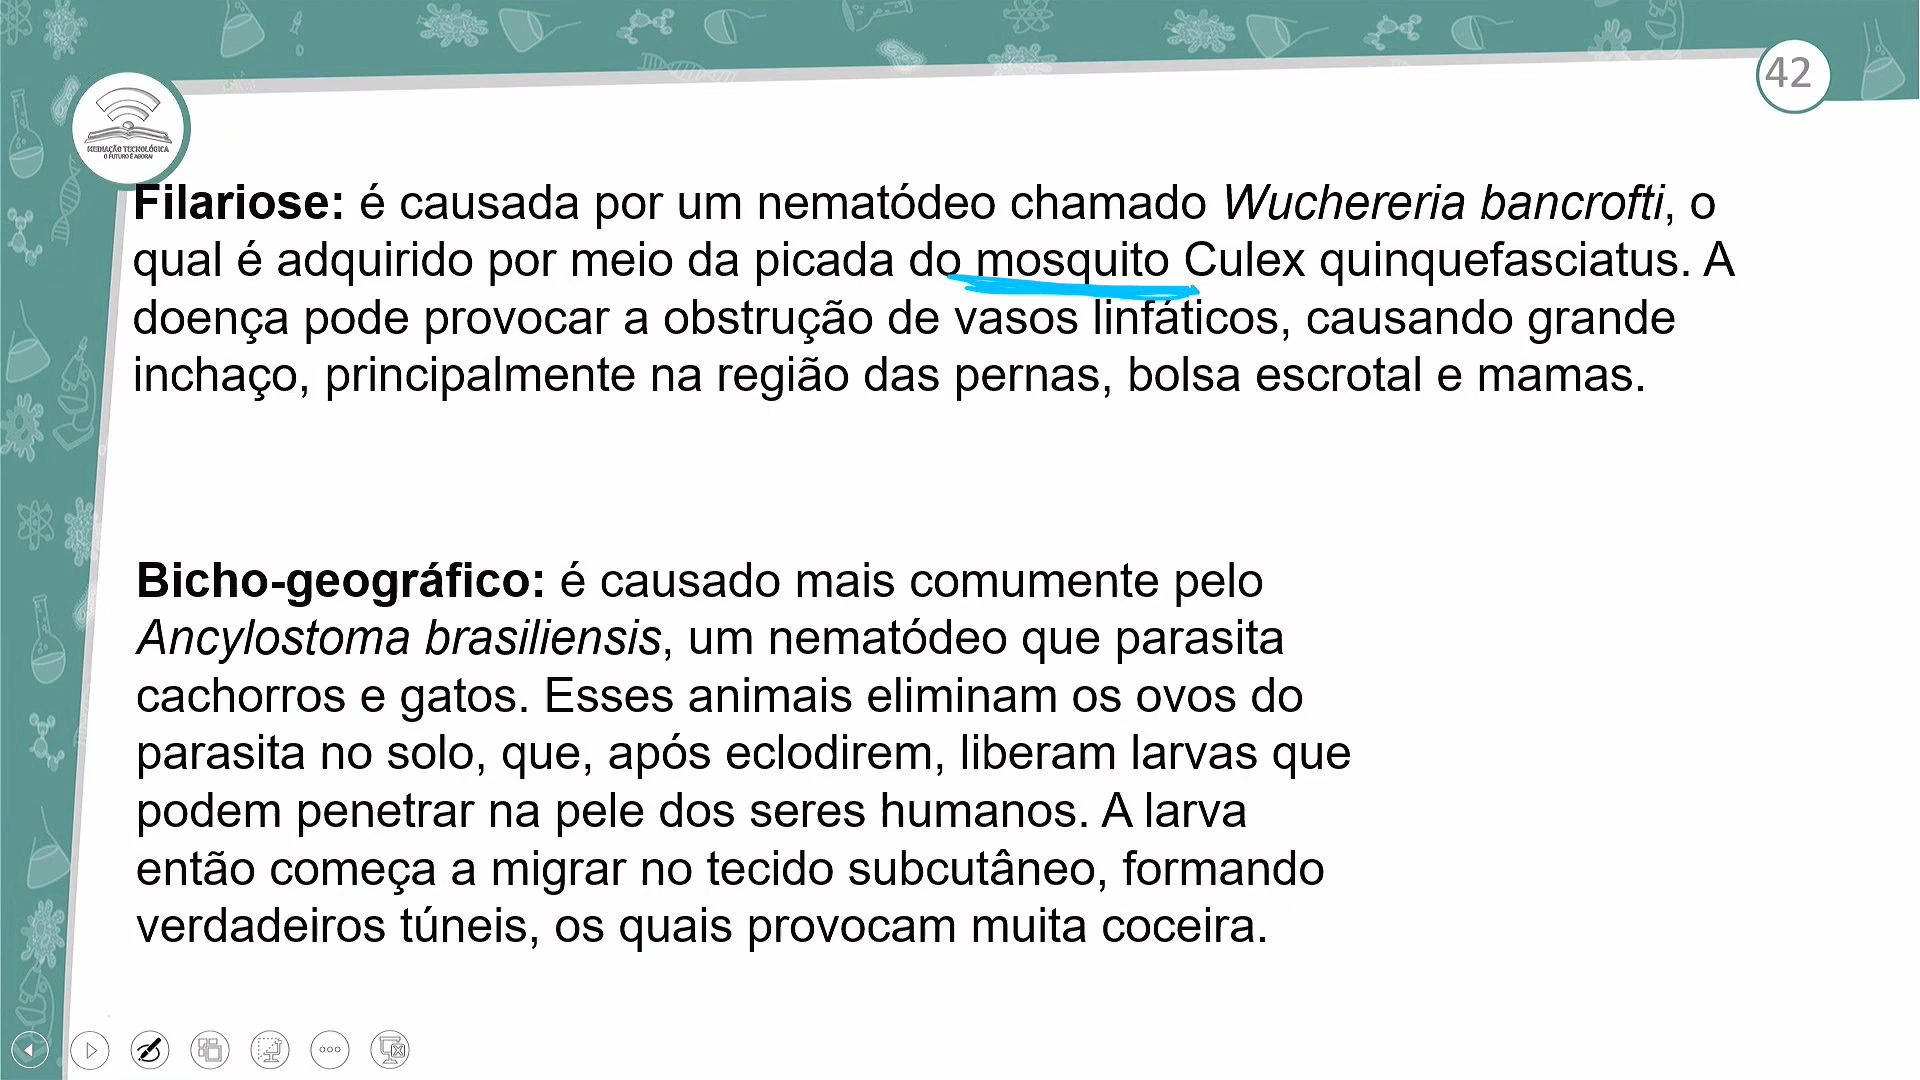 42
MEDIAÇÃO TECNOLÓGICA
O FUTURO É AGORA!
Filariose: é causada por um nematódeo chamado Wuchereria bancrofti, o
qual é adquirido por meio da picada do mosquito Culex quinquefasciatus. A
doença pode provocar a obstrução de vasos linfáticos, causando grande
inchaço, principalmente na região das pernas, bolsa escrotal e mamas.
Bicho-geográfico: é causado mais comumente pelo
Ancylostoma brasiliensis, um nematódeo que parasita
cachorros e gatos. Esses animais eliminam os ovos do
parasita no solo, que, após eclodirem, liberam larvas que
podem penetrar na pele dos seres humanos. A larva
então começa a migrar no tecido subcutâneo, formando
verdadeiros túneis, os quais provocam muita coceira.